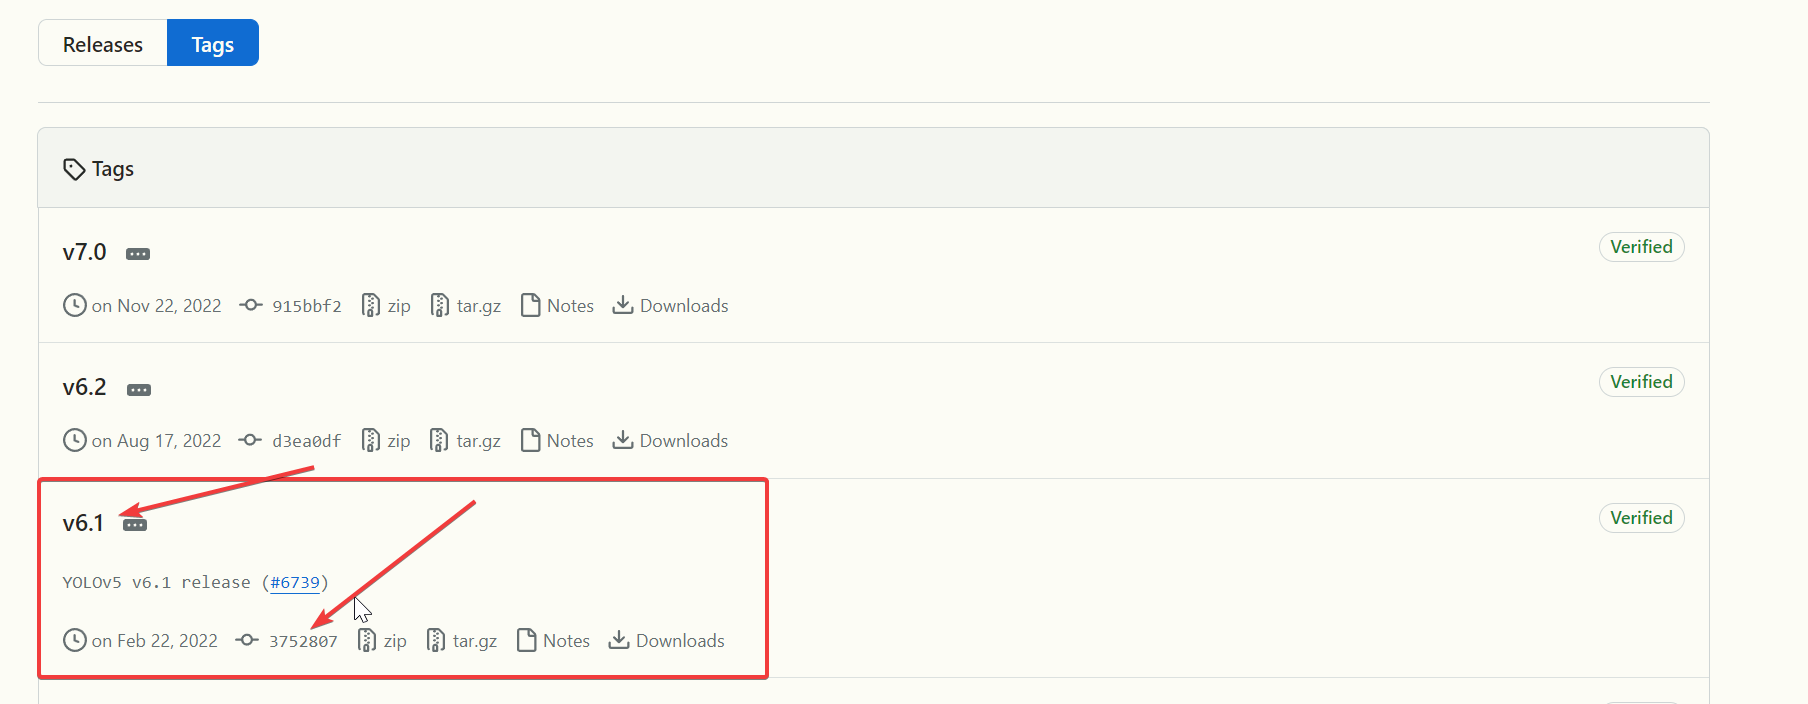 Releases Tags
Tags
v7.0 Verified
on Nov 22, 2022 915bbf2 zip tar.gz Notes Downloads
v6.2 Verified
on Aug 17, 2022 d3ea0df zip tar.gz Notes Downloads
v6.1 Verified
YOLOv5 v6.1 release (#6739)
on Feb 22, 2022 3752807 zip tar.gz Notes Downloads